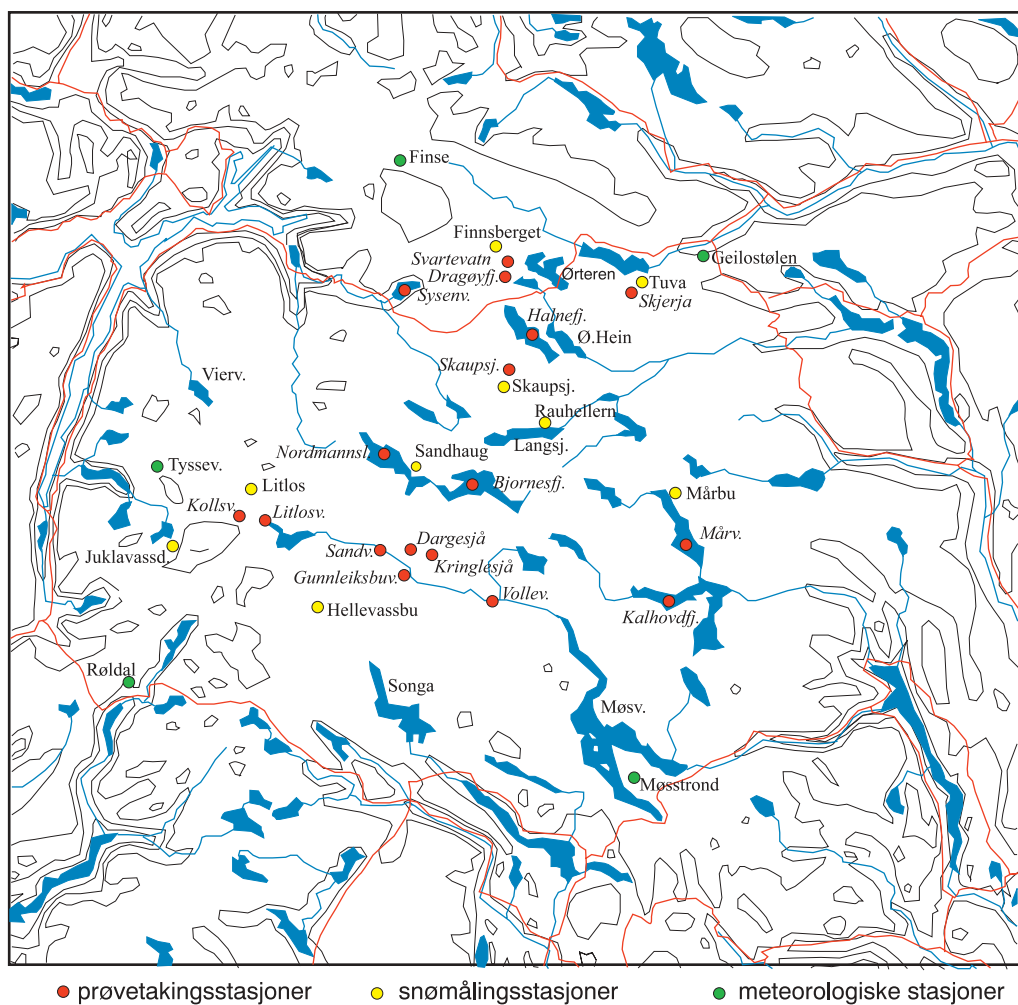 Finse
Finnsberget
Svartevatn
Geilostølen
Dragøyfj.
Ørteren
Tuva
Sysenv.
Skjerja
Halnefj.
Ø.Hein
Skaupsj.
Vierv.
Skaupsj.
Rauhellern
Langsj.
Nordmannsl.
Sandhaug
Tyssev.
Litlos
Bjornesfj.
Mårbu
Kollsv.
Litlosv.
Dargesjå
Mårv.
Juklavassd.
Sandv.
Kringlesjå
Gunnleiksbuv.
Vollev.
Hellevassbu
Kalhovdfj.
Røldal
Songa
Møsv.
Møsstrond
prøvetakingsstasjoner
snømålingsstasjoner
meteorologiske stasjoner